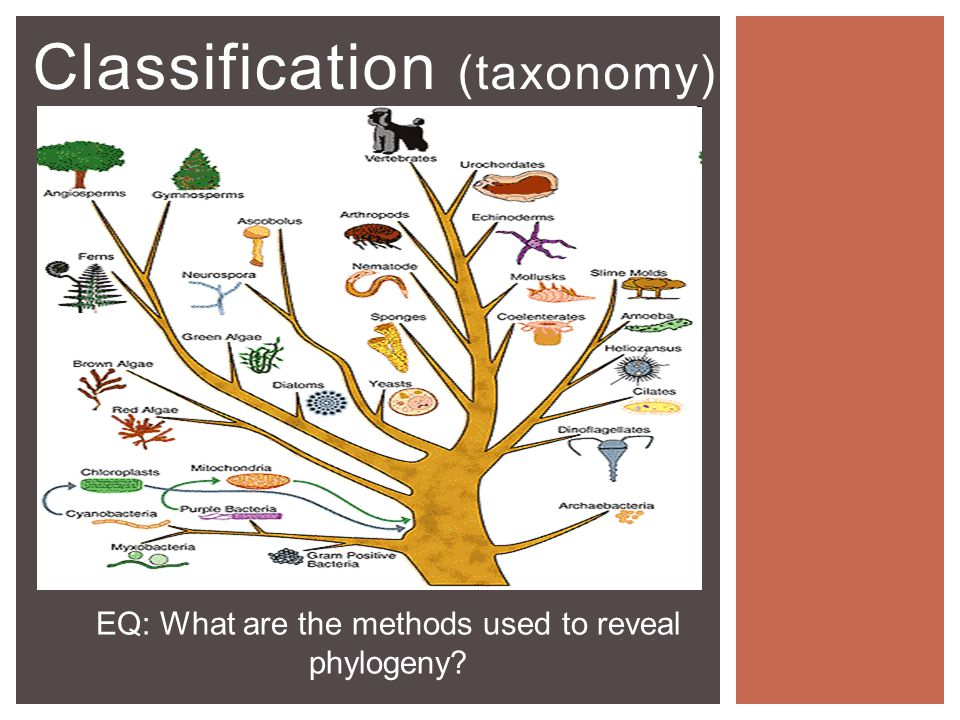 Classification (taxonomy)
Vertebrates
Urochordates
Angiosperms
Gymnosperms
Ascobolus
Arthropods
Echinoderms
Ferns
Neurospora
Nematode
Mollusks
Slime Molds
Sponges
Coelenterates
Amoeba
Green Algae
Heliozansus
Brown Algae
Diatoms
Yeasts
Ciliates
Red Algae
Dinoflagellates
Chloroplasts
Mitochondria
Cyanobacteria
Purple Bacteria
Archaebacteria
Myxobacteria
Gram Positive
Bacteria
EQ: What are the methods used to reveal
phylogeny?